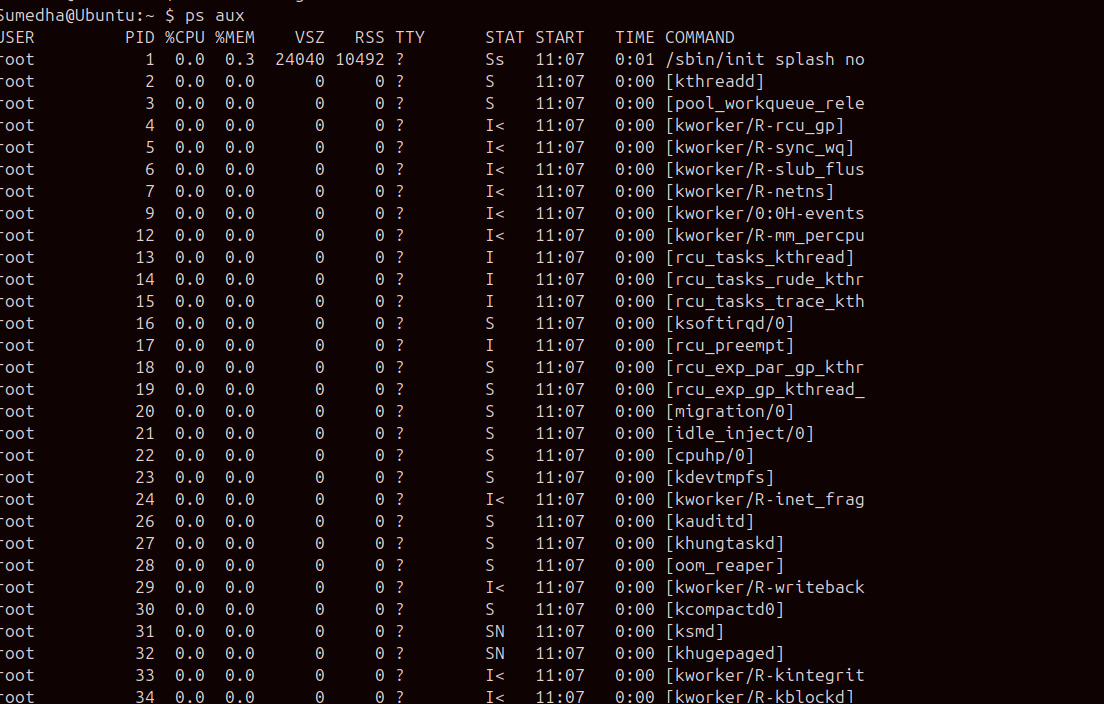 Sumedha@Ubuntu:~ $ ps aux
USER         PID %CPU %MEM    VSZ   RSS TTY      STAT START   TIME COMMAND
root           1  0.0  0.3  24040 10492 ?        Ss   11:07   0:01 /sbin/init splash no
root           2  0.0  0.0      0     0 ?        S    11:07   0:00 [kthreadd]
root           3  0.0  0.0      0     0 ?        S    11:07   0:00 [pool_workqueue_rele
root           4  0.0  0.0      0     0 ?        I<   11:07   0:00 [kworker/R-rcu_gp]
root           5  0.0  0.0      0     0 ?        I<   11:07   0:00 [kworker/R-sync_wq]
root           6  0.0  0.0      0     0 ?        I<   11:07   0:00 [kworker/R-slub_flus
root           7  0.0  0.0      0     0 ?        I<   11:07   0:00 [kworker/R-netns]
root           9  0.0  0.0      0     0 ?        I<   11:07   0:00 [kworker/0:0H-events
root          12  0.0  0.0      0     0 ?        I<   11:07   0:00 [kworker/R-mm_percpu
root          13  0.0  0.0      0     0 ?        I    11:07   0:00 [rcu_tasks_kthread]
root          14  0.0  0.0      0     0 ?        I    11:07   0:00 [rcu_tasks_rude_kthr
root          15  0.0  0.0      0     0 ?        I    11:07   0:00 [rcu_tasks_trace_kth
root          16  0.0  0.0      0     0 ?        S    11:07   0:00 [ksoftirqd/0]
root          17  0.0  0.0      0     0 ?        I    11:07   0:00 [rcu_preempt]
root          18  0.0  0.0      0     0 ?        S    11:07   0:00 [rcu_exp_par_gp_kthr
root          19  0.0  0.0      0     0 ?        S    11:07   0:00 [rcu_exp_gp_kthread_
root          20  0.0  0.0      0     0 ?        S    11:07   0:00 [migration/0]
root          21  0.0  0.0      0     0 ?        S    11:07   0:00 [idle_inject/0]
root          22  0.0  0.0      0     0 ?        S    11:07   0:00 [cpuhp/0]
root          23  0.0  0.0      0     0 ?        S    11:07   0:00 [kdevtmpfs]
root          24  0.0  0.0      0     0 ?        I<   11:07   0:00 [kworker/R-inet_frag
root          26  0.0  0.0      0     0 ?        S    11:07   0:00 [kauditd]
root          27  0.0  0.0      0     0 ?        S    11:07   0:00 [khungtaskd]
root          28  0.0  0.0      0     0 ?        S    11:07   0:00 [oom_reaper]
root          29  0.0  0.0      0     0 ?        I<   11:07   0:00 [kworker/R-writeback
root          30  0.0  0.0      0     0 ?        S    11:07   0:00 [kcompactd0]
root          31  0.0  0.0      0     0 ?        SN   11:07   0:00 [ksmd]
root          32  0.0  0.0      0     0 ?        SN   11:07   0:00 [khugepaged]
root          33  0.0  0.0      0     0 ?        I<   11:07   0:00 [kworker/R-kintegrit
root          34  0.0  0.0      0     0 ?        I<   11:07   0:00 [kworker/R-kblockd]